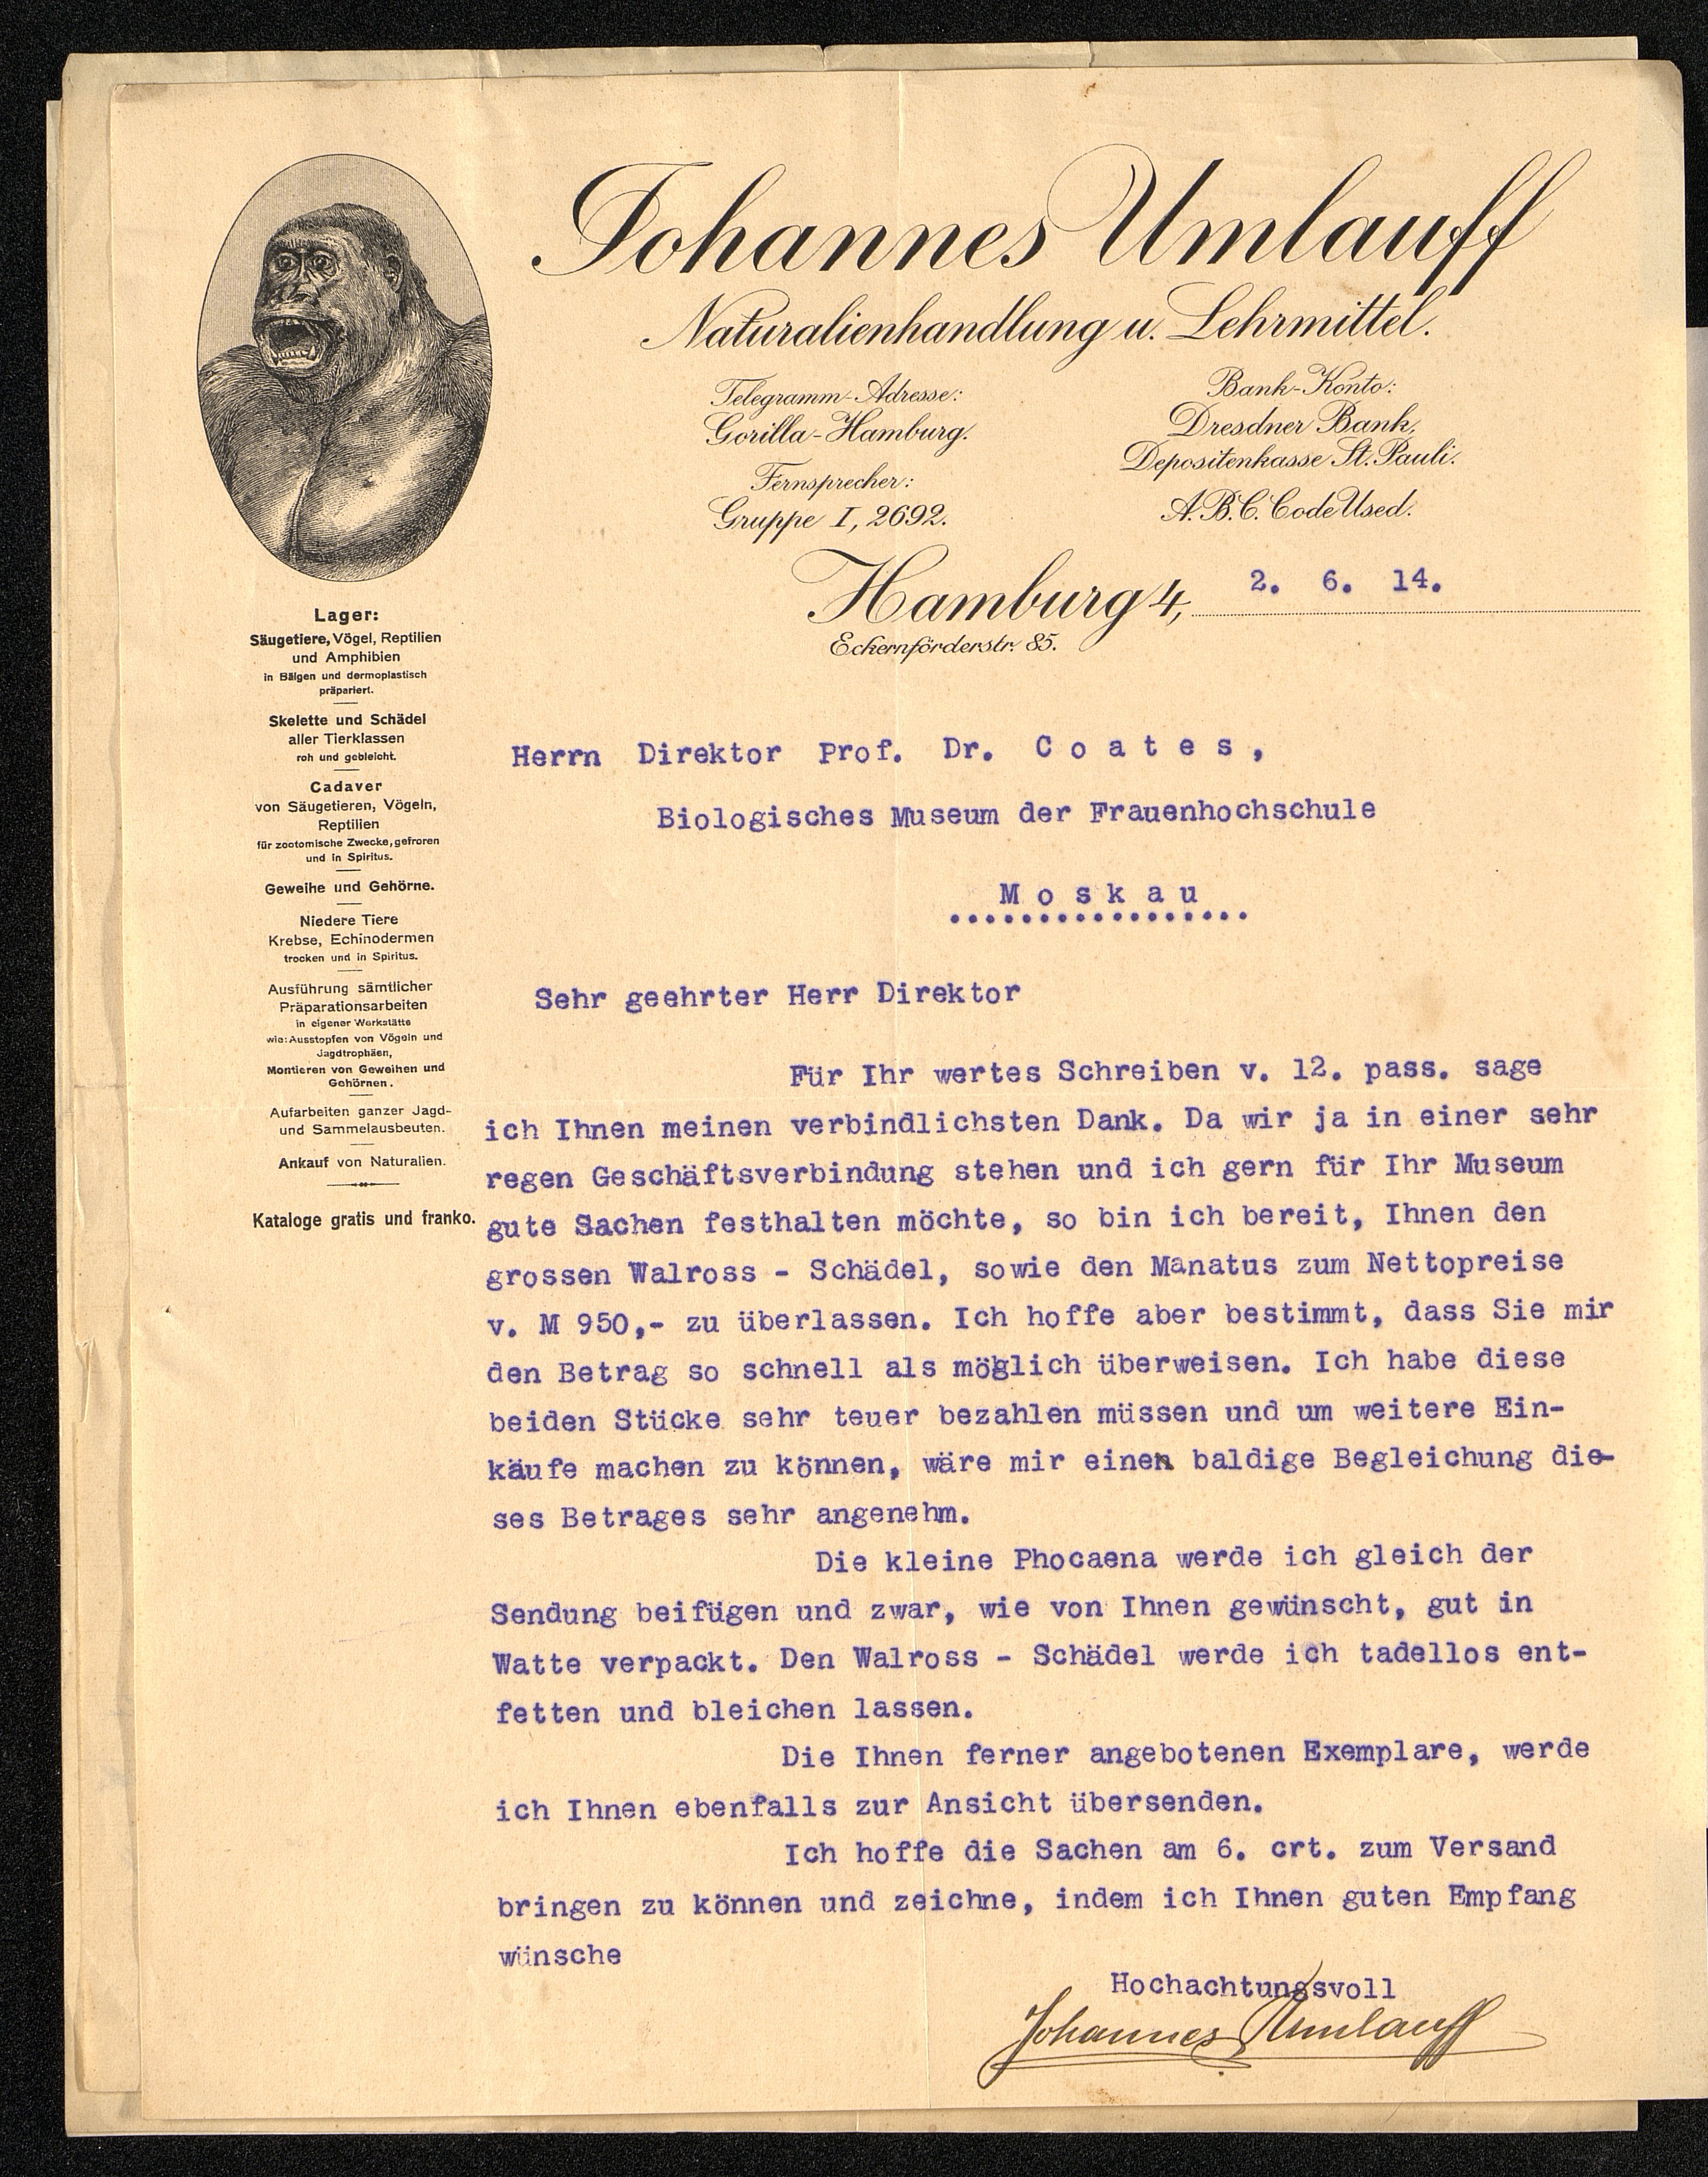 Johannes Umlauff
Naturalienhandlung u. Lehrmittel.
Telegramm-Adresse:
Gorilla-Hamburg.
Fernsprecher:
Gruppe I, 2692.
Bank-Konto:
Dresdner Bank,
Depositenkasse St. Pauli.
A.B.C. Code Used.
Hamburg 4, 2. 6. 14.
Eckernförderstr. 85.
Lager:
Säugetiere, Vögel, Reptilien
und Amphibien
in Bälgen und dermoplastisch
präpariert.
Skelette und Schädel
aller Tierklassen
roh und gebleicht.
Cadaver
von Säugetieren, Vögeln,
Reptilien
für zootomische Zwecke, gefroren
und in Spiritus.
Geweihe und Gehörne.
Niedere Tiere
Krebse, Echinodermen
trocken und in Spiritus.
Ausführung sämtlicher
Präparationsarbeiten
in eigener Werkstätte
wie: Ausstopfen von Vögeln und
Jagdtrophäen,
Montieren von Geweihen und
Gehörnen.
Aufarbeiten ganzer Jagd-
und Sammelausbeuten.
Ankauf von Naturalien.
Kataloge gratis und franko.
Herrn Direktor Prof. Dr. C o a t e s ,
Biologisches Museum der Frauenhochschule
M o s k a u
Sehr geehrter Herr Direktor
Für Ihr wertes Schreiben v. 12. pass. sage
ich Ihnen meinen verbindlichsten Dank. Da wir ja in einer sehr
regen Geschäftsverbindung stehen und ich gern für Ihr Museum
gute Sachen festhalten möchte, so bin ich bereit, Ihnen den
grossen Walross - Schädel, sowie den Manatus zum Nettopreise
v. M 950,- zu überlassen. Ich hoffe aber bestimmt, dass Sie mir
den Betrag so schnell als möglich überweisen. Ich habe diese
beiden Stücke sehr teuer bezahlen müssen und um weitere Ein-
käufe machen zu können, wäre mir einen baldige Begleichung die-
ses Betrages sehr angenehm.
Die kleine Phocaena werde ich gleich der
Sendung beifügen und zwar, wie von Ihnen gewünscht, gut in
Watte verpackt. Den Walross - Schädel werde ich tadellos ent-
fetten und bleichen lassen.
Die Ihnen ferner angebotenen Exemplare, werde
ich Ihnen ebenfalls zur Ansicht übersenden.
Ich hoffe die Sachen am 6. crt. zum Versand
bringen zu können und zeichne, indem ich Ihnen guten Empfang
wünsche
Hochachtungsvoll
Johannes Umlauff